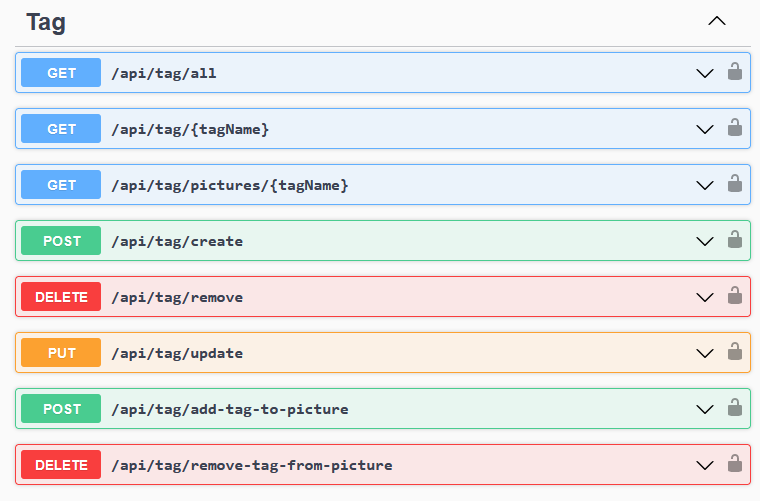 Tag
GET /api/tag/all
GET /api/tag/{tagName}
GET /api/tag/pictures/{tagName}
POST /api/tag/create
DELETE /api/tag/remove
PUT /api/tag/update
POST /api/tag/add-tag-to-picture
DELETE /api/tag/remove-tag-from-picture